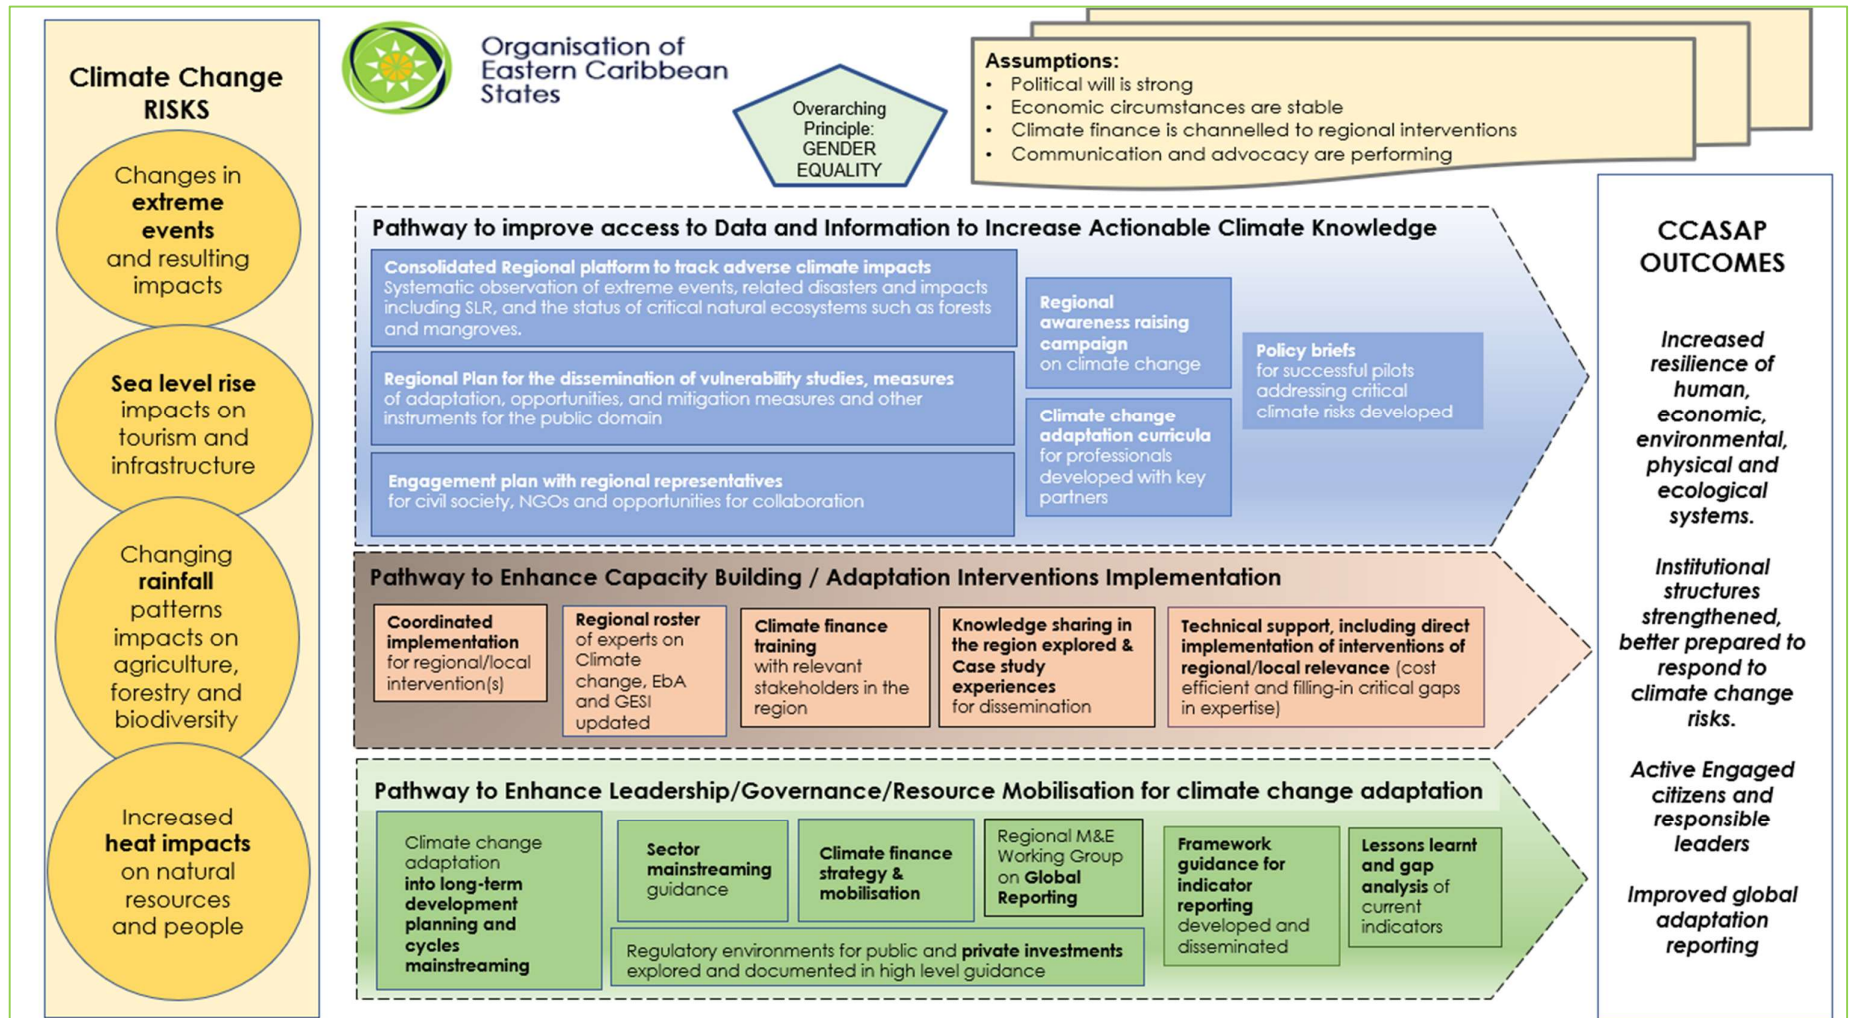 Climate Change
RISKS
Changes in
extreme
events
and resulting
impacts
Sea level rise
impacts on
tourism and
infrastructure
Changing
rainfall
patterns
impacts on
agriculture,
forestry and
biodiversity
Increased
heat impacts
on natural
resources
and people
Organisation of
Eastern Caribbean
States
Overarching
Principle:
GENDER
EQUALITY
Assumptions:
• Political will is strong
• Economic circumstances are stable
• Climate finance is channelled to regional interventions
• Communication and advocacy are performing
Pathway to improve access to Data and Information to Increase Actionable Climate Knowledge
Consolidated Regional platform to track adverse climate impacts
Systematic observation of extreme events, related disasters and impacts
including SLR, and the status of critical natural ecosystems such as forests
and mangroves.
Regional Plan for the dissemination of vulnerability studies, measures
of adaptation, opportunities, and mitigation measures and other
instruments for the public domain
Engagement plan with regional representatives
for civil society, NGOs and opportunities for collaboration
Regional
awareness raising
campaign
on climate change
Climate change
adaptation curricula
for professionals
developed with key
partners
Policy briefs
for successful pilots
addressing critical
climate risks developed
Pathway to Enhance Capacity Building / Adaptation Interventions Implementation
Coordinated
implementation
for regional/local
intervention(s)
Regional roster
of experts on
Climate
change, EbA
and GESI
updated
Climate finance
training
with relevant
stakeholders in the
region
Knowledge sharing in
the region explored &
Case study
experiences
for dissemination
Technical support, including direct
implementation of interventions of
regional/local relevance (cost
efficient and filling-in critical gaps
in expertise)
Pathway to Enhance Leadership/Governance/Resource Mobilisation for climate change adaptation
Climate change
adaptation
into long-term
development
planning and
cycles
mainstreaming
Sector
mainstreaming
guidance
Climate finance
strategy &
mobilisation
Regional M&E
Working Group
on Global
Reporting
Regulatory environments for public and private investments
explored and documented in high level guidance
Framework
guidance for
indicator
reporting
developed and
disseminated
Lessons learnt
and gap
analysis of
current
indicators
CCASAP
OUTCOMES
Increased
resilience of
human,
economic,
environmental,
physical and
ecological
systems.
Institutional
structures
strengthened,
better prepared to
respond to
climate change
risks.
Active Engaged
citizens and
responsible
leaders
Improved global
adaptation
reporting